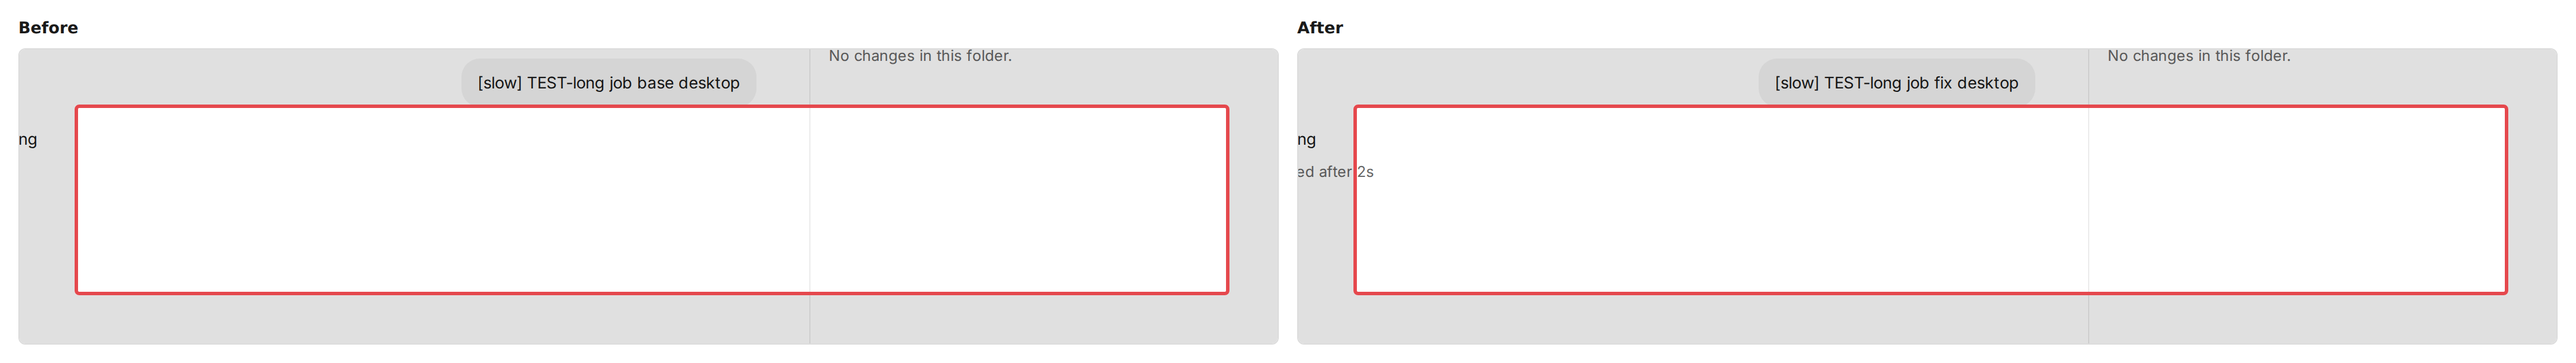 Before
No changes in this folder.
[slow] TEST-long job base desktop
ng
After
No changes in this folder.
[slow] TEST-long job fix desktop
ng
ed after 2s